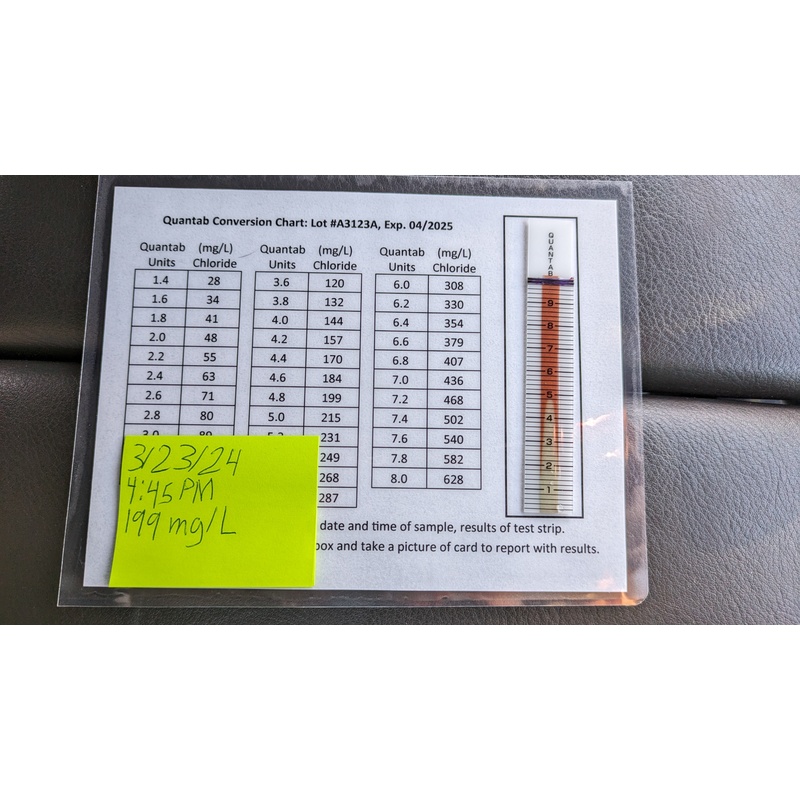 Quantab Conversion Chart: Lot #A3123A, Exp. 04/2025
Quantab (mg/L) Quantab (mg/L) Quantab (mg/L)
Units Chloride Units Chloride Units Chloride
1.4 28 3.6 120 6.0 308
1.6 34 3.8 132 6.2 330
1.8 41 4.0 144 6.4 354
2.0 48 4.2 157 6.6 379
2.2 55 4.4 170 6.8 407
2.4 63 4.6 184 7.0 436
2.6 71 4.8 199 7.2 468
2.8 80 5.0 215 7.4 502
231 7.6 540
249 7.8 582
268 8.0 628
287
date and time of sample, results of test strip.
box and take a picture of card to report with results.
3/23/24
4:45 PM
199 mg/L
QUANTAB
9
8
7
6
5
4
3
2
1